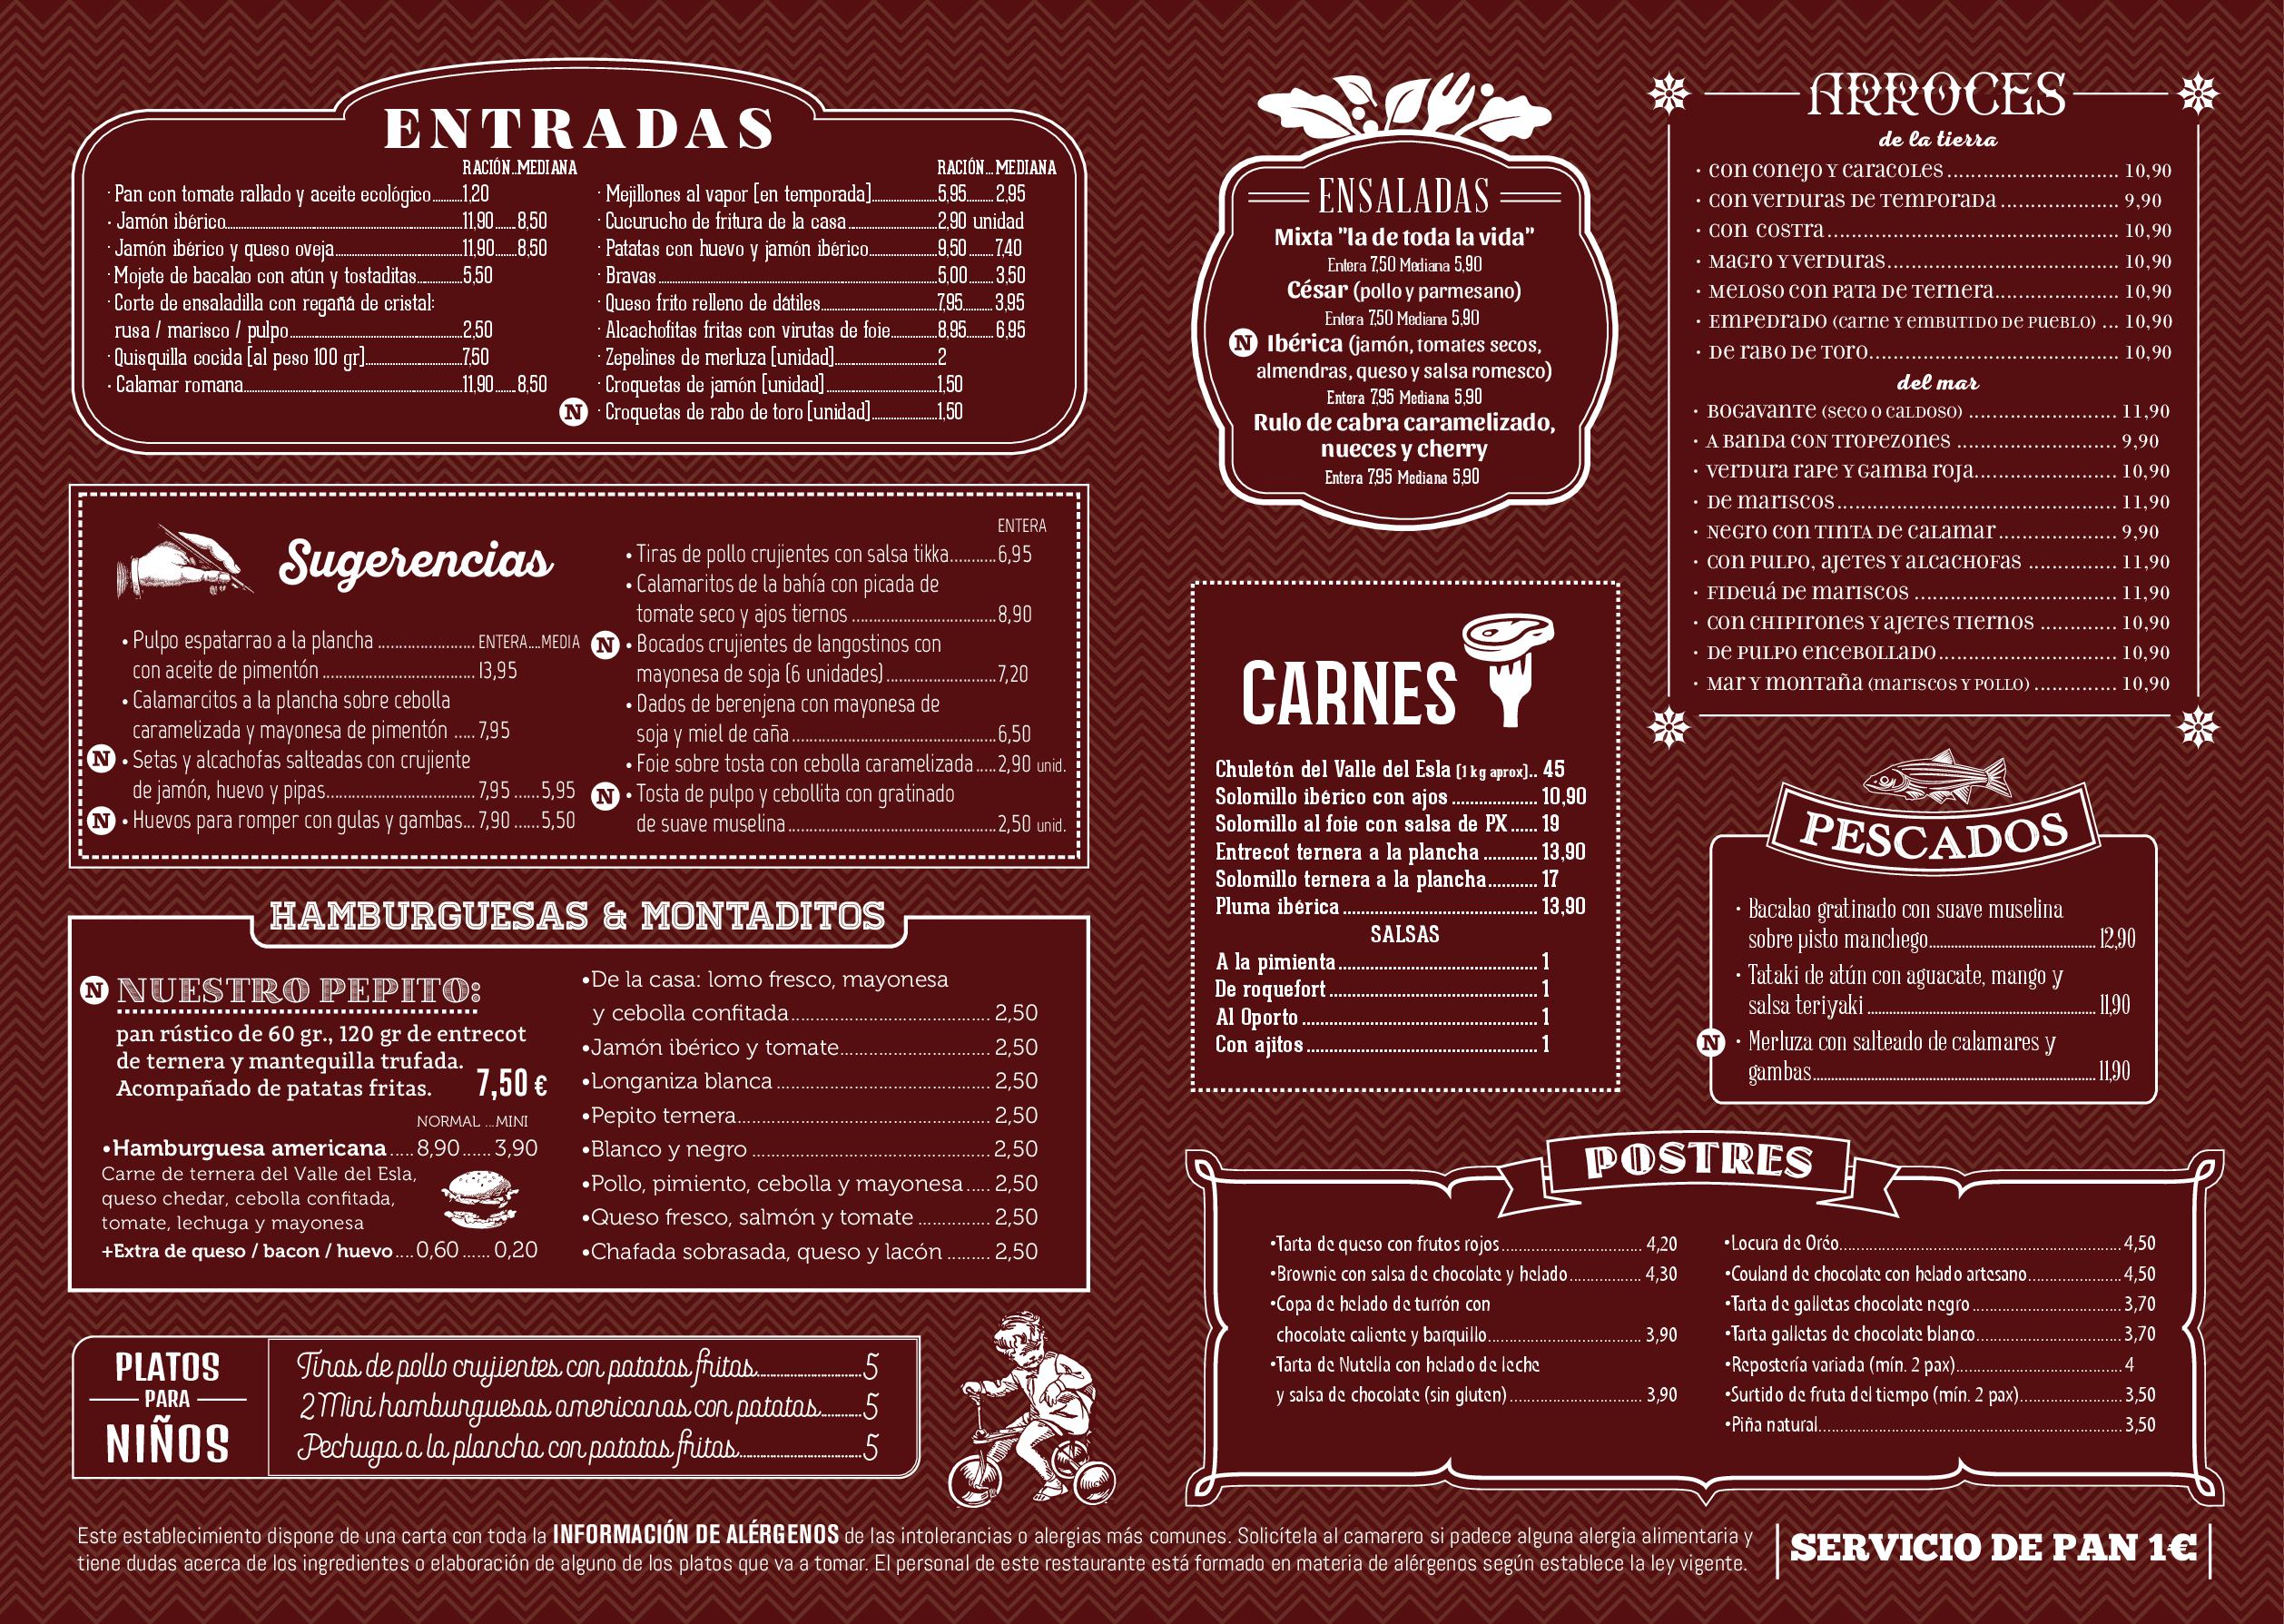 ENTRADAS
RACIÓN..MEDIANA
· Pan con tomate rallado y aceite ecológico.........1,20
· Jamón ibérico.........11,90......8,50
· Jamón ibérico y queso oveja.........11,90......8,50
· Mojete de bacalao con atún y tostaditas.........5,50
· Corte de ensaladilla con regañá de cristal:
rusa / marisco / pulpo.........2,50
· Quisquilla cocida [al peso 100 gr].........7,50
· Calamar romana.........11,90......8,50
RACIÓN...MEDIANA
· Mejillones al vapor [en temporada].........5,95.......2,95
· Cucurucho de fritura de la casa.........2,90 unidad
· Patatas con huevo y jamón ibérico.........9,50.......7,40
· Bravas.........5,00.......3,50
· Queso frito relleno de dátiles.........7,95.......3,95
· Alcachofitas fritas con virutas de foie.........8,95.......6,95
· Zepelines de merluza [unidad].........2
· Croquetas de jamón [unidad].........1,50
N · Croquetas de rabo de toro [unidad].........1,50
Sugerencias
• Pulpo espatarrao a la plancha ......... ENTERA....MEDIA
con aceite de pimentón ......... 13,95
• Calamarcitos a la plancha sobre cebolla
caramelizada y mayonesa de pimentón ..... 7,95
N • Setas y alcachofas salteadas con crujiente
de jamón, huevo y pipas......... 7,95 ......5,95
N • Huevos para romper con gulas y gambas... 7,90 ......5,50
ENTERA
• Tiras de pollo crujientes con salsa tikka..........6,95
• Calamaritos de la bahía con picada de
tomate seco y ajos tiernos .........8,90
N • Bocados crujientes de langostinos con
mayonesa de soja (6 unidades).........7,20
• Dados de berenjena con mayonesa de
soja y miel de caña.........6,50
• Foie sobre tosta con cebolla caramelizada.....2,90 unid.
N • Tosta de pulpo y cebollita con gratinado
de suave muselina.........2,50 unid.
HAMBURGUESAS & MONTADITOS
N NUESTRO PEPITO:
pan rústico de 60 gr., 120 gr de entrecot
de ternera y mantequilla trufada.
Acompañado de patatas fritas. 7,50 €
NORMAL ...MINI
•Hamburguesa americana.....8,90......3,90
Carne de ternera del Valle del Esla,
queso chedar, cebolla confitada,
tomate, lechuga y mayonesa
+Extra de queso / bacon / huevo....0,60...... 0,20
•De la casa: lomo fresco, mayonesa
y cebolla confitada......... 2,50
•Jamón ibérico y tomate......... 2,50
•Longaniza blanca......... 2,50
•Pepito ternera......... 2,50
•Blanco y negro ......... 2,50
•Pollo, pimiento, cebolla y mayonesa..... 2,50
•Queso fresco, salmón y tomate ......... 2,50
•Chafada sobrasada, queso y lacón ......... 2,50
PLATOS
PARA
NIÑOS
Tiras de pollo crujientes con patatas fritas.........5
2 Mini hamburguesas americanas con patatas.........5
Pechuga a la plancha con patatas fritas.........5
ENSALADAS
Mixta "la de toda la vida"
Entera 7,50 Mediana 5,90
César (pollo y parmesano)
Entera 7,50 Mediana 5,90
N Ibérica (jamón, tomates secos,
almendras, queso y salsa romesco)
Entera 7,95 Mediana 5,90
Rulo de cabra caramelizado,
nueces y cherry
Entera 7,95 Mediana 5,90
CARNES
Chuletón del Valle del Esla (1 kg aprox).. 45
Solomillo ibérico con ajos ......... 10,90
Solomillo al foie con salsa de PX...... 19
Entrecot ternera a la plancha ......... 13,90
Solomillo ternera a la plancha......... 17
Pluma ibérica ......... 13,90
SALSAS
A la pimienta......... 1
De roquefort ......... 1
Al Oporto ......... 1
Con ajitos ......... 1
ARROCES
de la tierra
· con conejo y caracoles ......... 10,90
· con verduras de temporada ......... 9,90
· con costra ......... 10,90
· magro y verduras......... 10,90
· meloso con pata de ternera......... 10,90
· empedrado (carne y embutido de pueblo) ... 10,90
· de rabo de toro......... 10,90
del mar
· bogavante (seco o caldoso) ......... 11,90
· a banda con tropezones ......... 9,90
· verdura rape y gamba roja......... 10,90
· de mariscos......... 11,90
· negro con tinta de calamar ......... 9,90
· con pulpo, ajetes y alcachofas ......... 11,90
· fideuá de mariscos ......... 11,90
· con chipirones y ajetes tiernos ......... 10,90
· de pulpo encebollado......... 10,90
· mar y montaña (mariscos y pollo) ......... 10,90
PESCADOS
· Bacalao gratinado con suave muselina
sobre pisto manchego......... 12,90
· Tataki de atún con aguacate, mango y
salsa teriyaki ......... 11,90
N · Merluza con salteado de calamares y
gambas......... 11,90
POSTRES
•Tarta de queso con frutos rojos......... 4,20
•Brownie con salsa de chocolate y helado......... 4,30
•Copa de helado de turrón con
chocolate caliente y barquillo......... 3,90
•Tarta de Nutella con helado de leche
y salsa de chocolate (sin gluten)......... 3,90
•Locura de Oréo.........4,50
•Couland de chocolate con helado artesano.........4,50
•Tarta de galletas chocolate negro.........3,70
•Tarta galletas de chocolate blanco.........3,70
•Repostería variada (mín. 2 pax).........4
•Surtido de fruta del tiempo (mín. 2 pax).........3,50
•Piña natural.........3,50
Este establecimiento dispone de una carta con toda la INFORMACIÓN DE ALÉRGENOS de las intolerancias o alergias más comunes. Solicítela al camarero si padece alguna alergia alimentaria y
tiene dudas acerca de los ingredientes o elaboración de alguno de los platos que va a tomar. El personal de este restaurante está formado en materia de alérgenos según establece la ley vigente.
SERVICIO DE PAN 1€